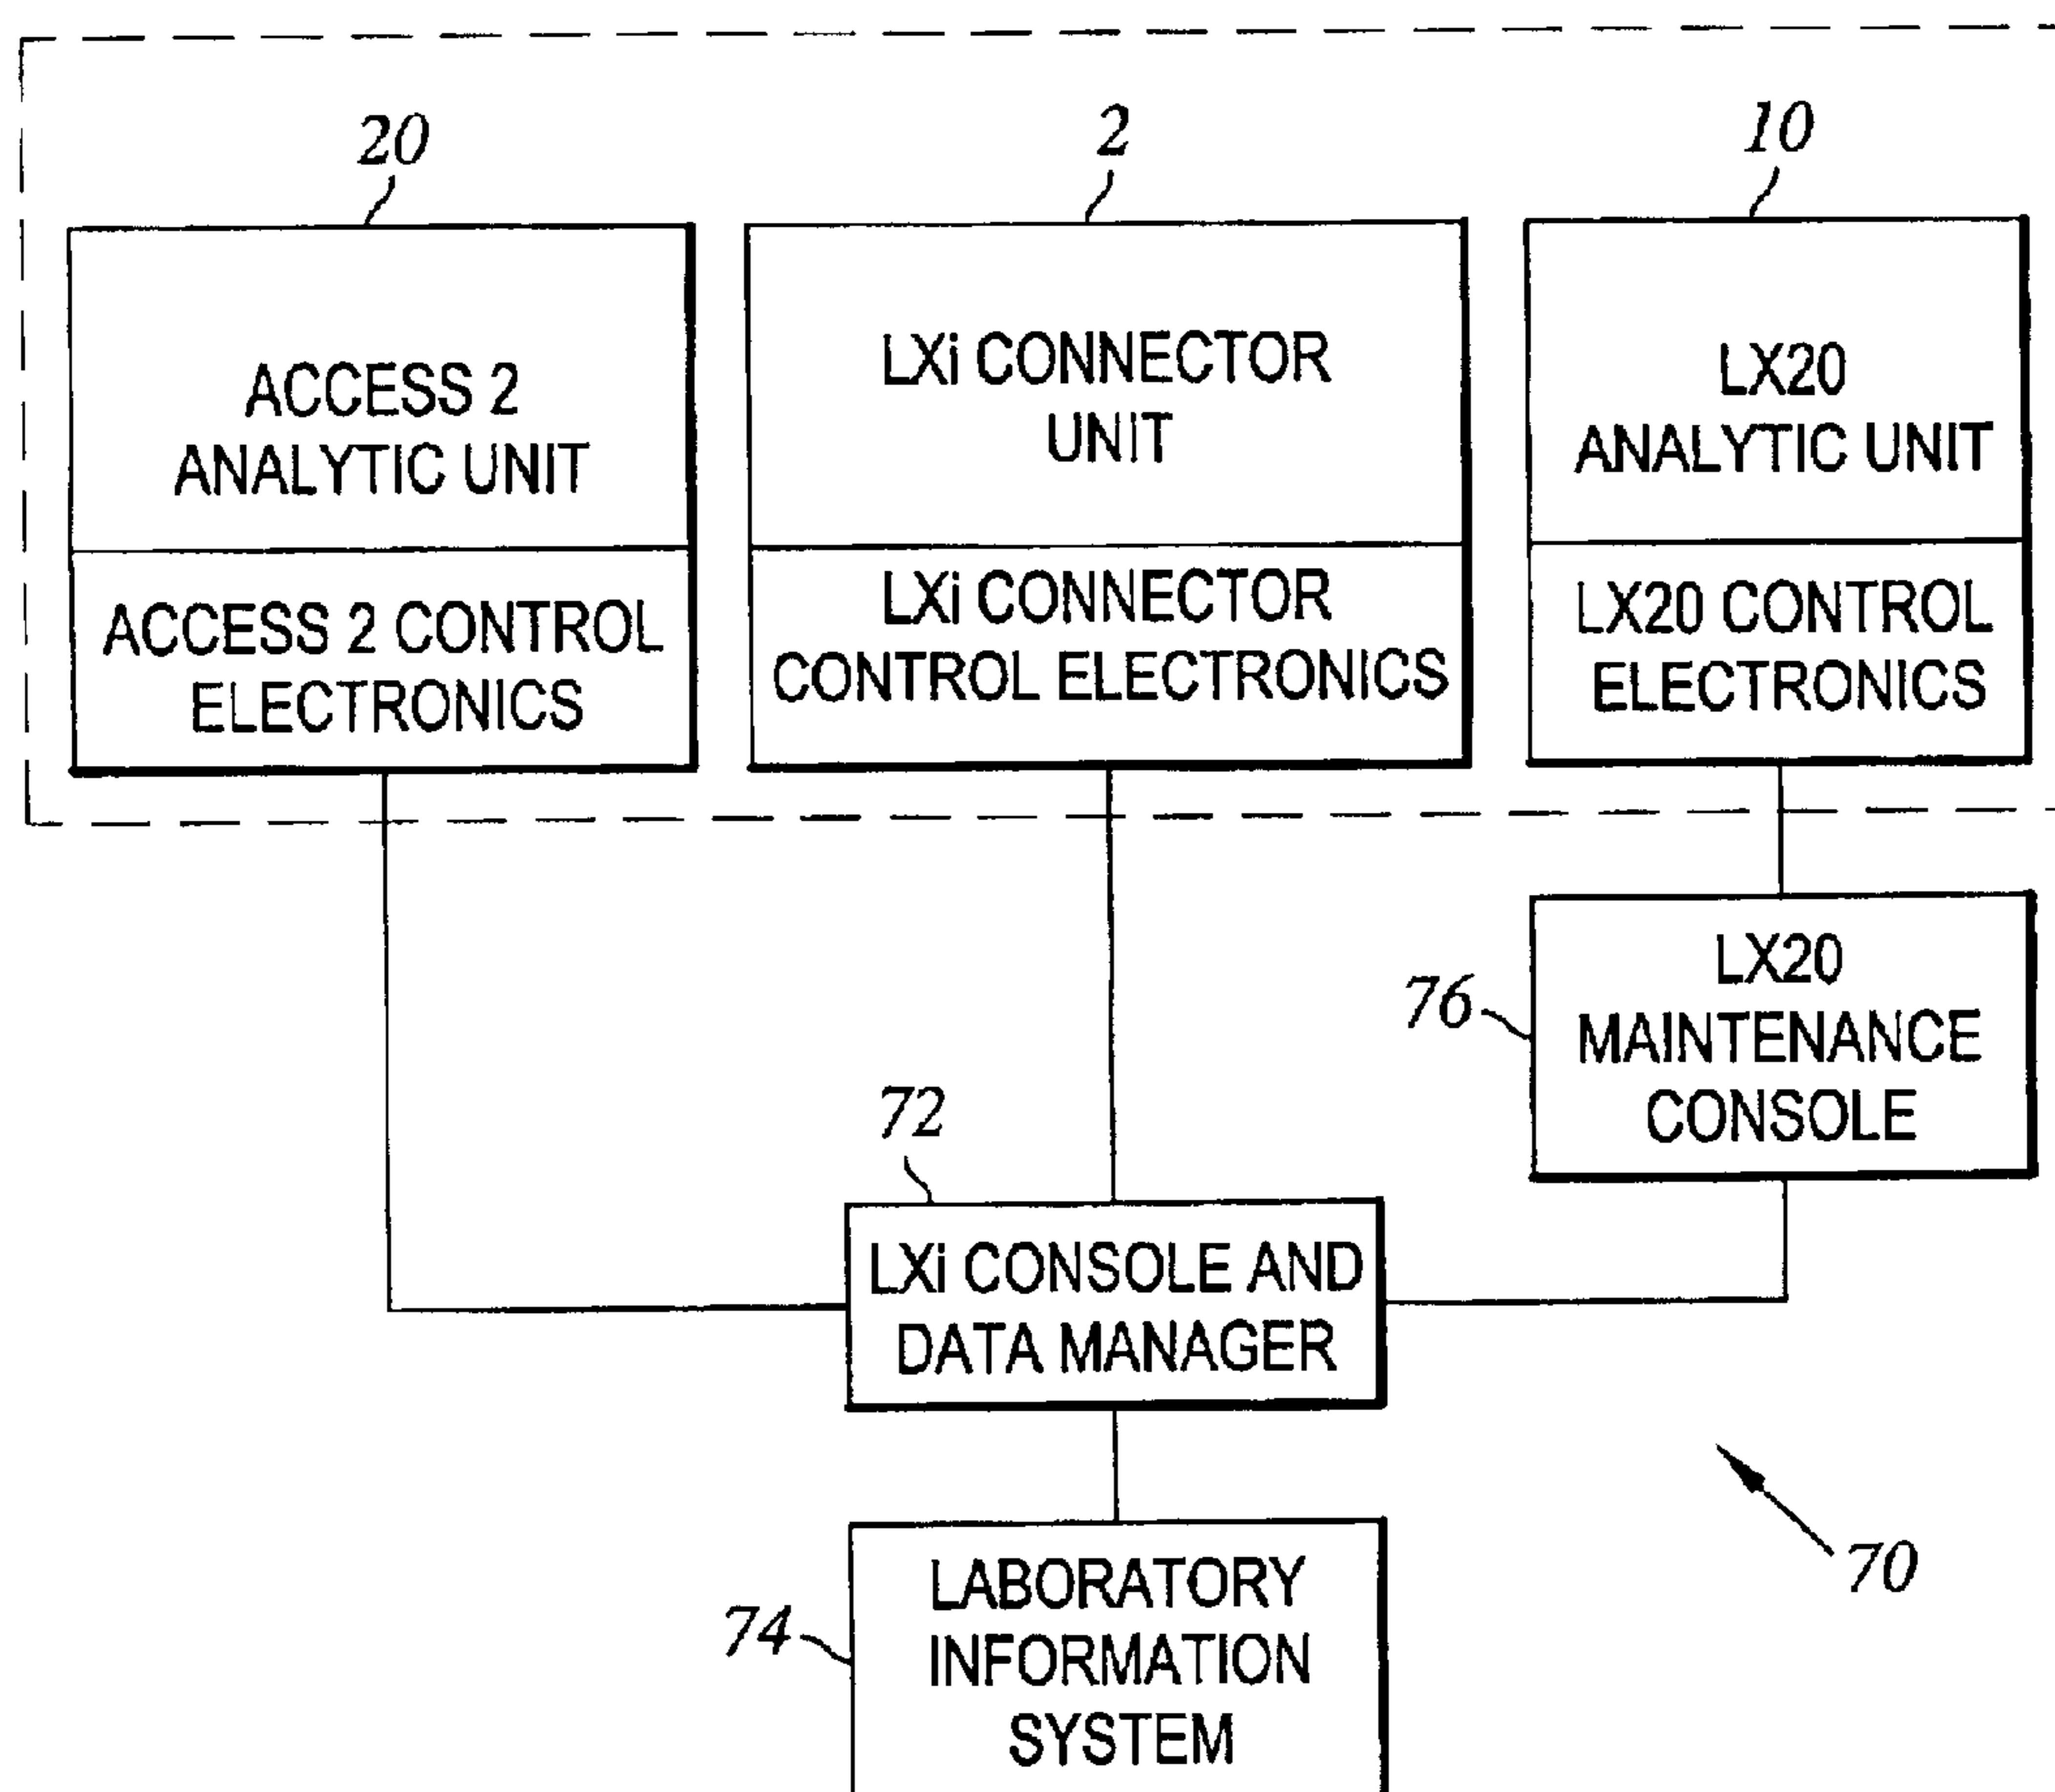 20
2
10
ACCESS 2
ANALYTIC UNIT
ACCESS 2 CONTROL
ELECTRONICS
LXi CONNECTOR
UNIT
LXi CONNECTOR
CONTROL ELECTRONICS
LX20
ANALYTIC UNIT
LX20 CONTROL
ELECTRONICS
76
LX20
MAINTENANCE
CONSOLE
72
LXi CONSOLE AND
DATA MANAGER
70
74
LABORATORY
INFORMATION
SYSTEM